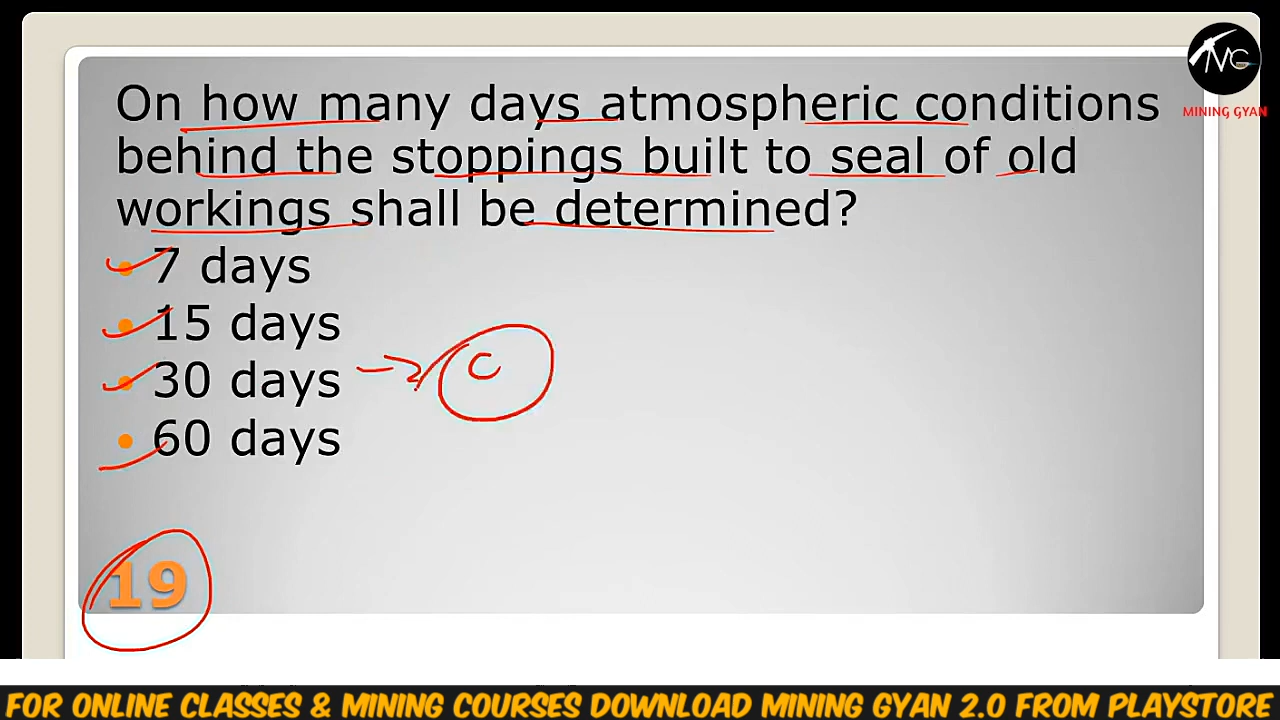 On how many days atmospheric conditions
behind the stoppings built to seal of old
workings shall be determined?
• 7 days
• 15 days
• 30 days
• 60 days
C
19
MG
MINING GYAN
FOR ONLINE CLASSES & MINING COURSES DOWNLOAD MINING GYAN 2.0 FROM PLAYSTORE